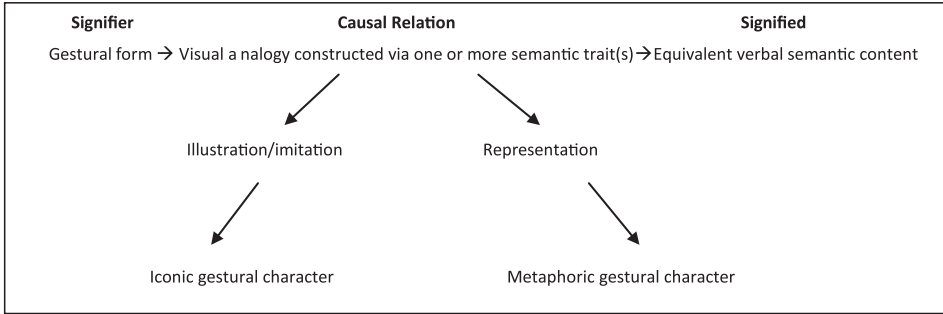 Signifier Causal Relation Signified
Gestural form → Visual a nalogy constructed via one or more semantic trait(s) → Equivalent verbal semantic content
Illustration/imitation Representation
Iconic gestural character Metaphoric gestural character